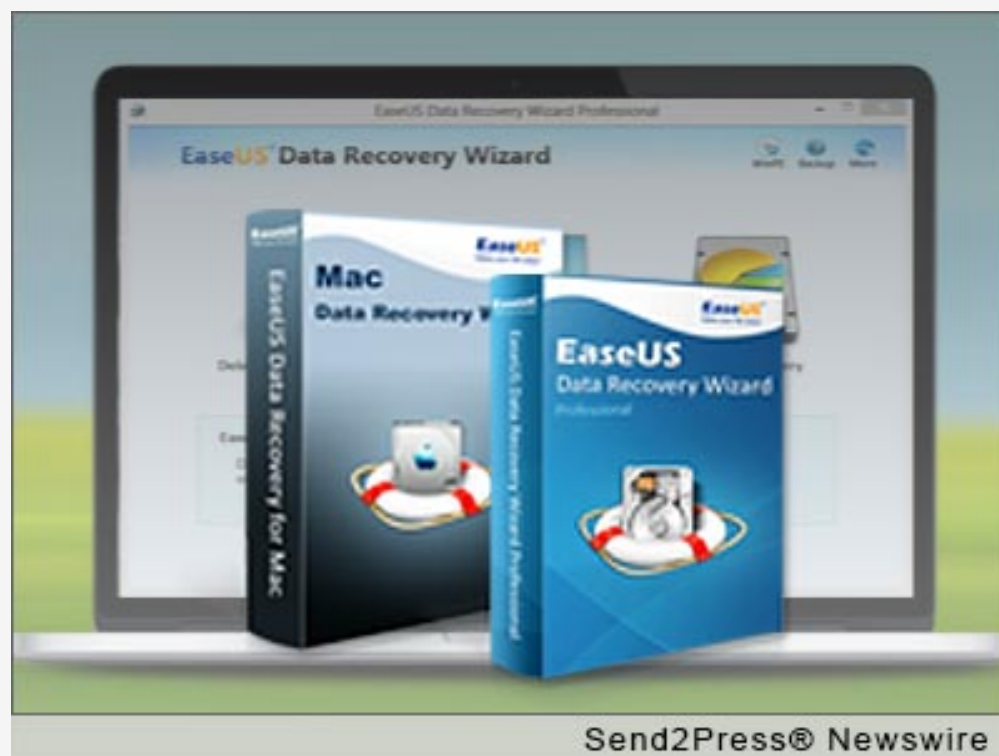 EaseUS Data Recovery Wizard Professional
EaseUS Data Recovery Wizard
WinPE Backup More
EaseUS
EaseUS
Mac
Data Recovery W
EaseUS Data Recovery for Mac
EaseUS
EaseUS
EaseUS
Data Recovery Wizard
Professional
EaseUS Data Recovery Wizard Professional
Send2Press® Newswire